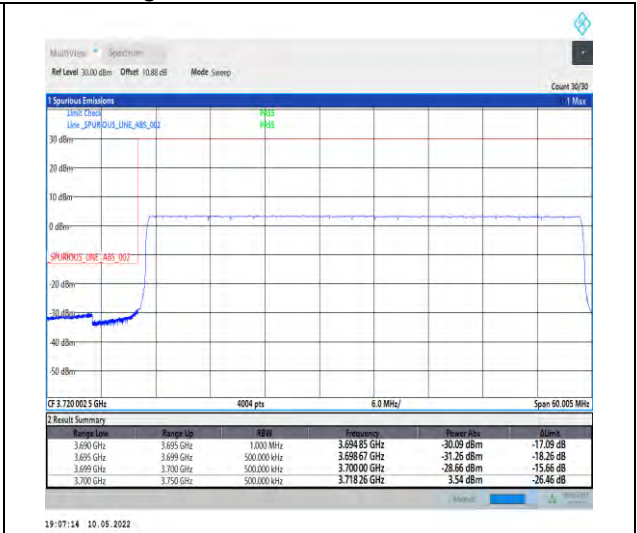 MultiView Spectrum
Ref Level 30.00 dBm Offset 10.88 dB Mode Sweep
Count 30/30
1 Spurious Emissions 1 Max
Limit Check PASS
Line _SPURIOUS_LINE_ABS_002 PASS
30 dBm
20 dBm
10 dBm
0 dBm
SPURIOUS_LINE_ABS_002
-20 dBm
-30 dBm
-40 dBm
-50 dBm
CF 3.720 002 5 GHz 4004 pts 6.0 MHz/ Span 60.005 MHz
2 Result Summary
Range Low Range Up RBW Frequency Power Abs ΔLimit
3.690 GHz 3.695 GHz 1.000 MHz 3.694 85 GHz -30.09 dBm -17.09 dB
3.695 GHz 3.699 GHz 500.000 kHz 3.698 67 GHz -31.26 dBm -18.26 dB
3.699 GHz 3.700 GHz 500.000 kHz 3.700 00 GHz -28.66 dBm -15.66 dB
3.700 GHz 3.750 GHz 500.000 kHz 3.718 26 GHz 3.54 dBm -26.46 dB
19:07:14 10.05.2022